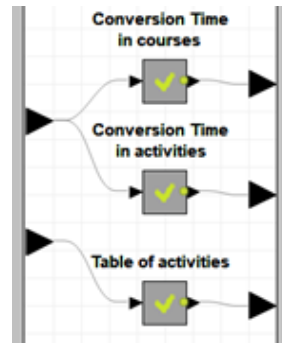 Conversion Time
in courses
Conversion Time
in activities
Table of activities